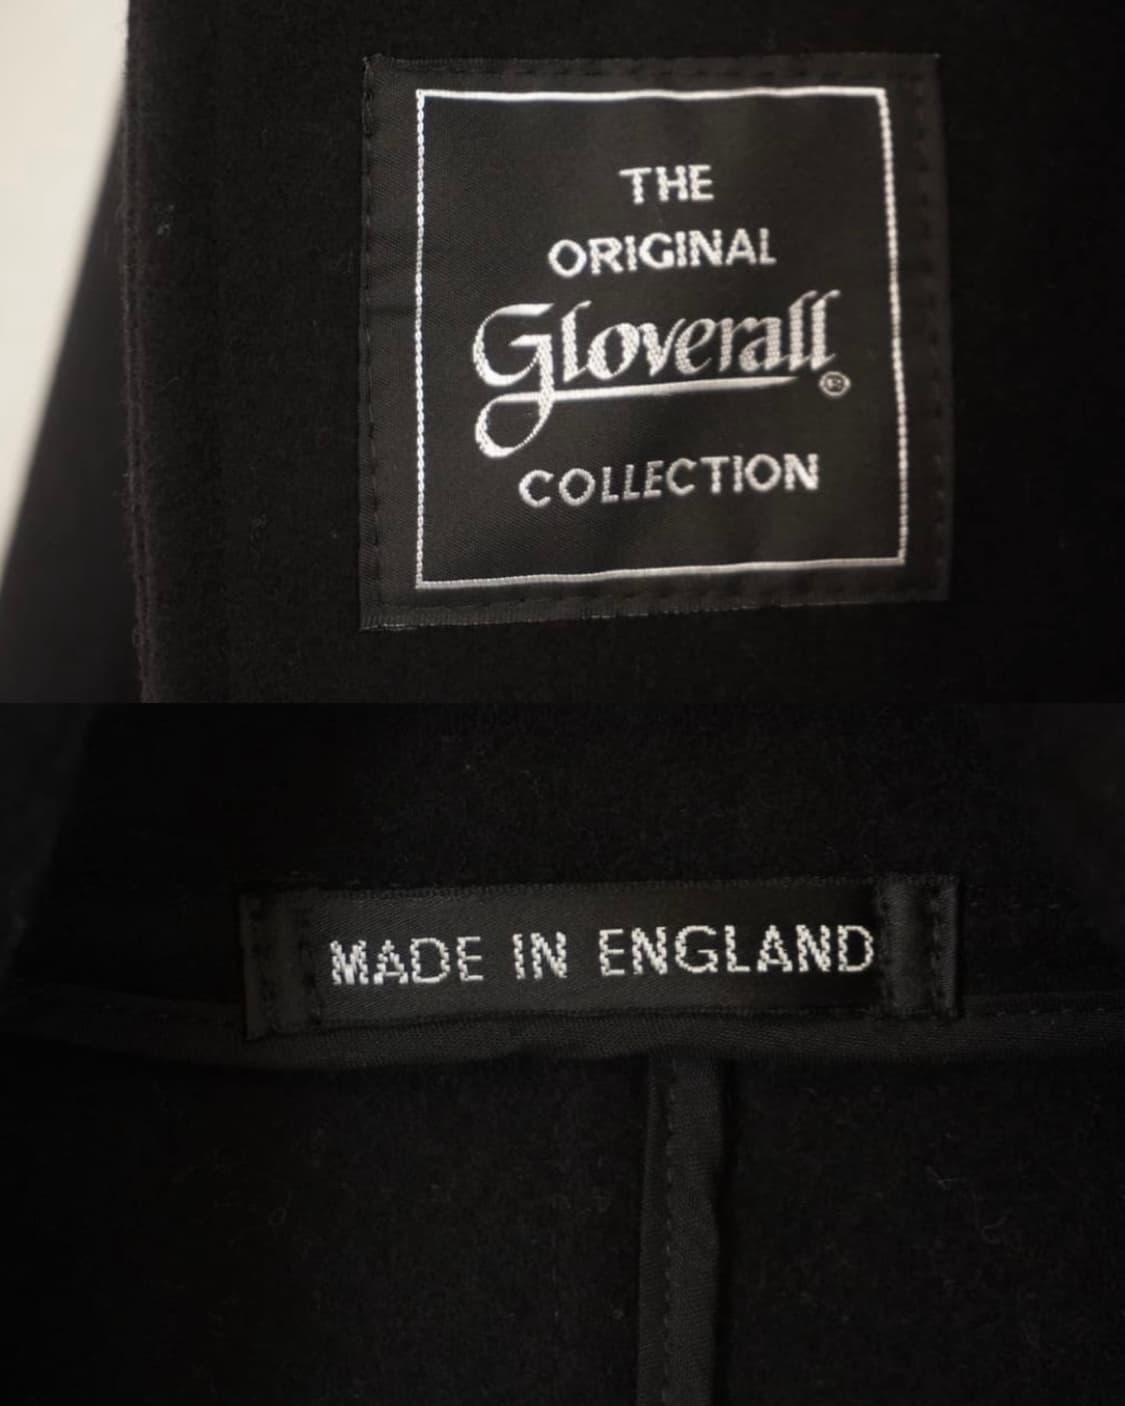 THE
ORIGINAL
Gloverall®
COLLECTION
MADE IN ENGLAND